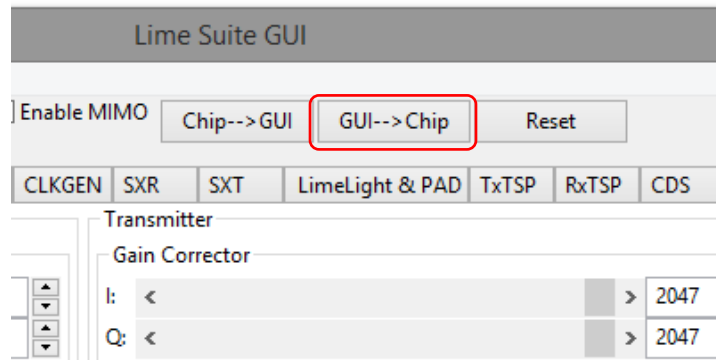 Lime Suite GUI
Enable MIMO Chip-->GUI GUI-->Chip Reset
CLKGEN SXR SXT LimeLight & PAD TxTSP RxTSP CDS
Transmitter
Gain Corrector
I: < > 2047
Q: < > 2047